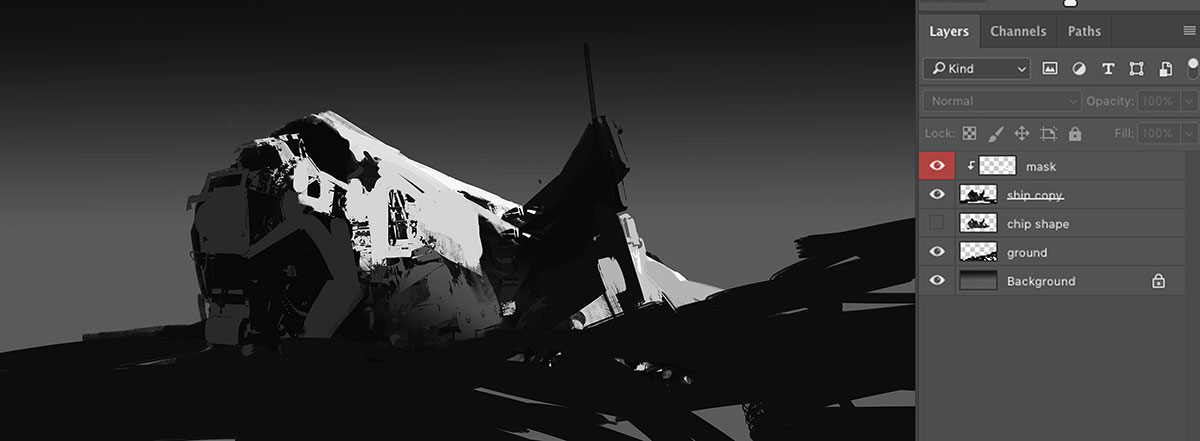 Layers Channels Paths
Kind
Normal Opacity: 100%
Lock: Fill: 100%
mask
ship copy
chip shape
ground
Background